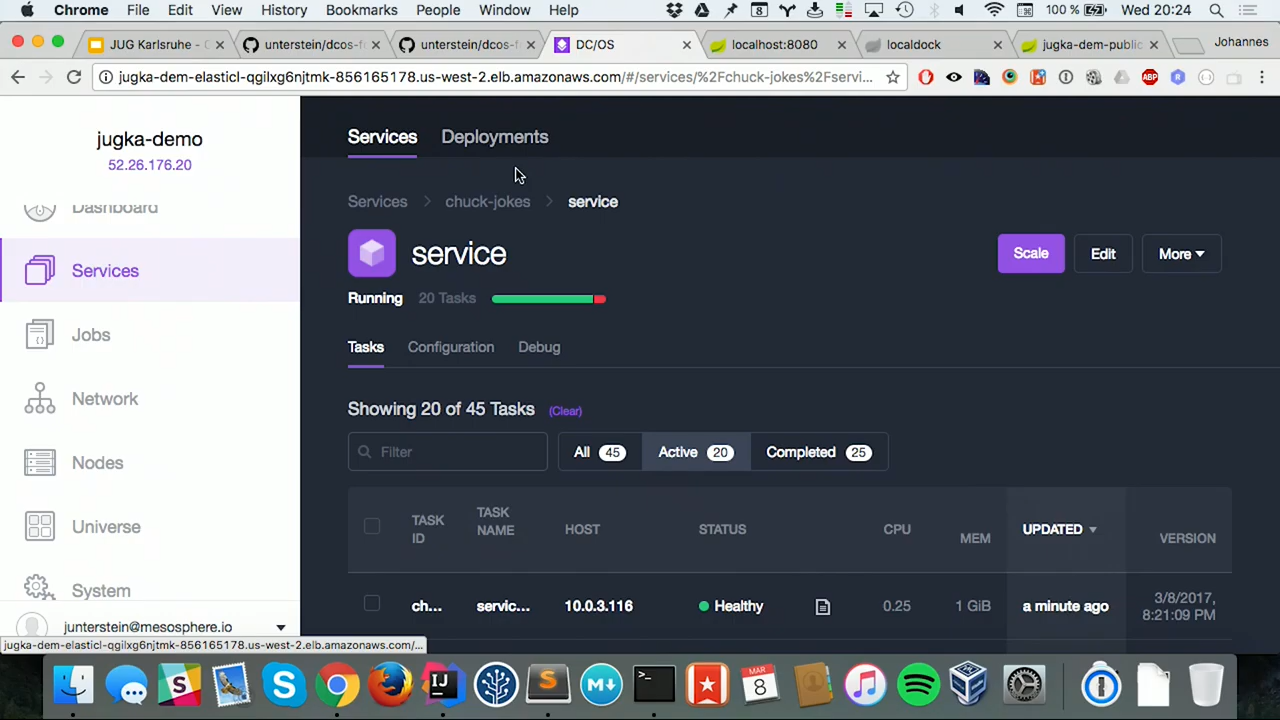 Chrome File Edit View History Bookmarks People Window Help 8 100 % Wed 20:24
JUG Karlsruhe - C × unterstein/dcos-f × unterstein/dcos-f × DC/OS × localhost:8080 × localdock × jugka-dem-public × Johannes
jugka-dem-elasticl-qgilxg6njtmk-856165178.us-west-2.elb.amazonaws.com/#/services/%2Fchuck-jokes%2Fservi... ABP R
jugka-demo
52.26.176.20
Dashboard
Services
Jobs
Network
Nodes
Universe
System
junterstein@mesosphere.io
jugka-dem-elasticl-qgilxg6njtmk-856165178.us-west-2.elb.amazonaws.com/...
Services Deployments
Services > chuck-jokes > service
service
Scale Edit More
Running 20 Tasks
Tasks Configuration Debug
Showing 20 of 45 Tasks (Clear)
Filter All 45 Active 20 Completed 25
TASK ID TASK NAME HOST STATUS CPU MEM UPDATED VERSION
ch... servic... 10.0.3.116 Healthy 0.25 1 GiB a minute ago 3/8/2017,
8:21:09 PM
MAR
8